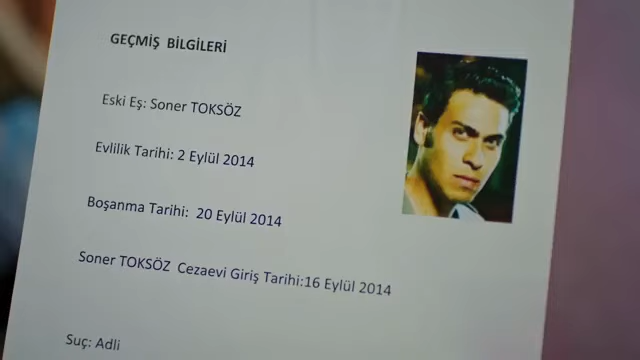 GEÇMİŞ BİLGİLERİ
Eski Eş: Soner TOKSÖZ
Evlilik Tarihi: 2 Eylül 2014
Boşanma Tarihi: 20 Eylül 2014
Soner TOKSÖZ Cezaevi Giriş Tarihi:16 Eylül 2014
Suç: Adli